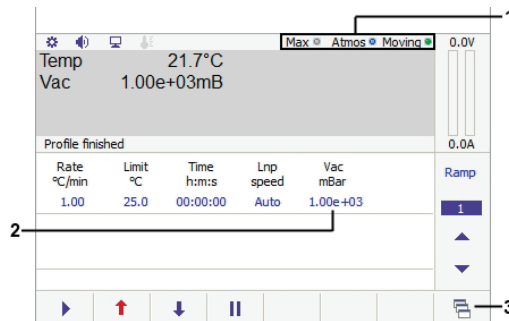 1
Max Atmos Moving 0.0V
Temp 21.7°C
Vac 1.00e+03mB
Profile finished 0.0A
Rate Limit Time Lnp Vac Ramp
°C/min °C h:m:s speed mBar
1.00 25.0 00:00:00 Auto 1.00e+03 1
2
3